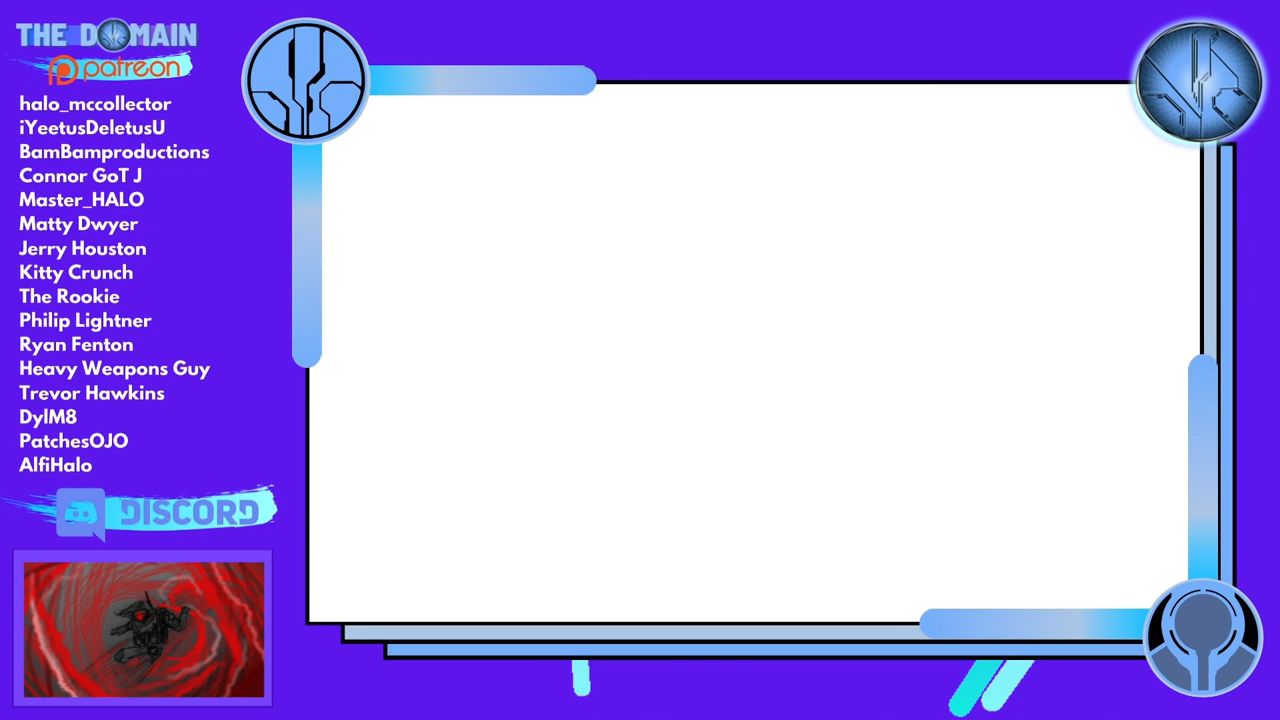 THE DOMAIN
patreon
halo_mccollector
iYeetusDeletusU
BamBamproductions
Connor GoT J
Master_HALO
Matty Dwyer
Jerry Houston
Kitty Crunch
The Rookie
Philip Lightner
Ryan Fenton
Heavy Weapons Guy
Trevor Hawkins
DylM8
PatchesOJO
AlfiHalo
DISCORD